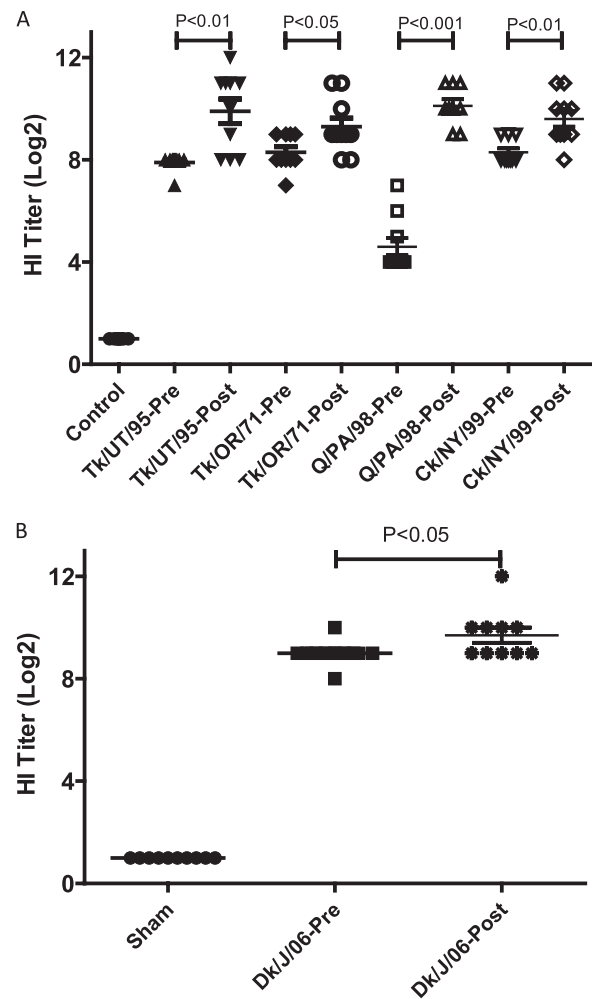 A
P<0.01
P<0.05
P<0.001
P<0.01
12
8
4
0
HI Titer (Log2)
Control
Tk/UT/95-Pre
Tk/UT/95-Post
Tk/OR/71-Pre
Tk/OR/71-Post
Q/PA/98-Pre
Q/PA/98-Post
Ck/NY/99-Pre
Ck/NY/99-Post
B
P<0.05
12
8
4
0
HI Titer (Log2)
Sham
Dk/J/06-Pre
Dk/J/06-Post